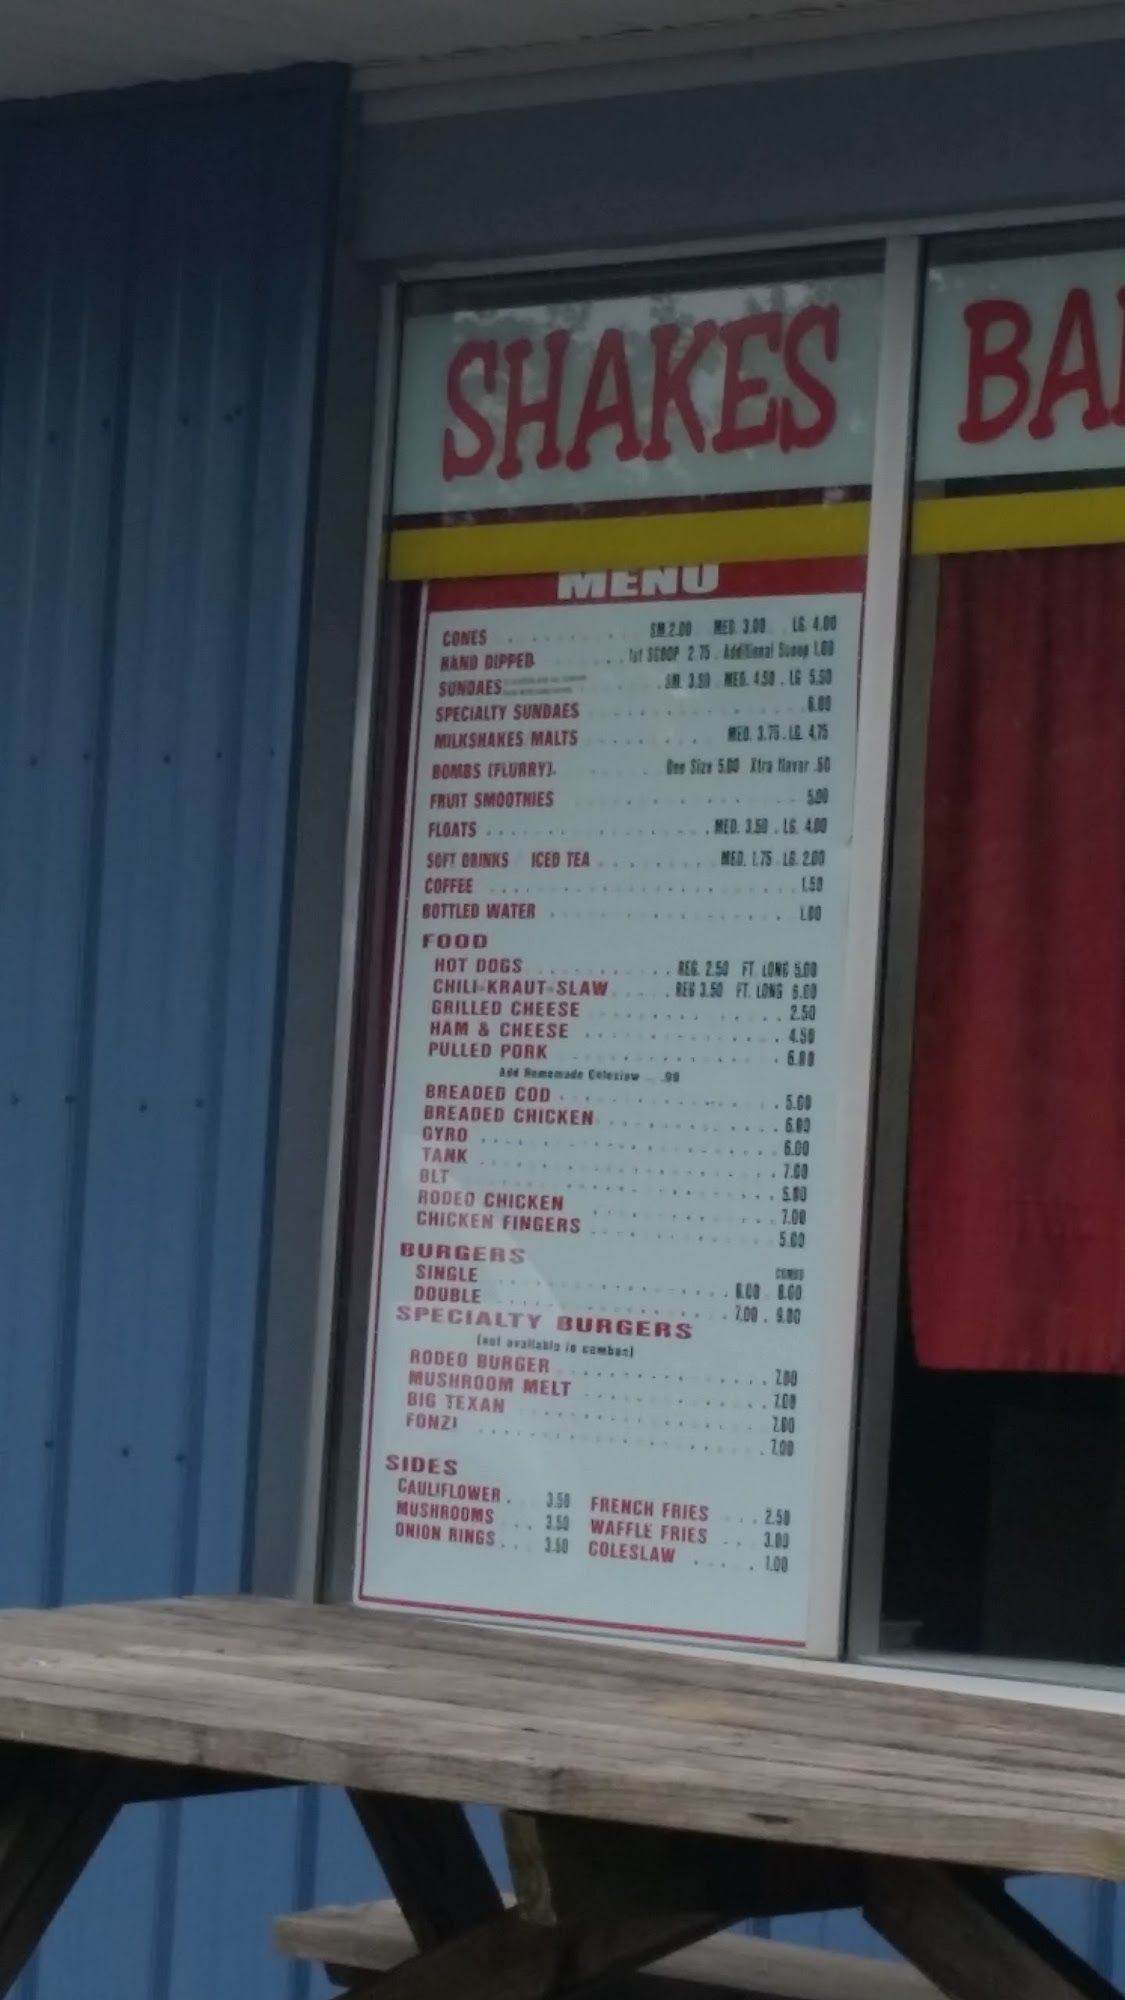 SHAKES BA
MENU
CONES SM. 2.00 MED. 3.00 LG. 4.00
HAND DIPPED 1st SCOOP 2.75 Additional Scoop 1.00
SUNDAES SM. 3.50 MED. 4.50 LG 5.50
SPECIALTY SUNDAES 6.00
MILKSHAKES/MALTS MED. 3.75 LG. 4.75
BOMBS (FLURRY) One Size 5.00 Xtra flavor .50
FRUIT SMOOTHIES 5.00
FLOATS MED. 3.50 LG. 4.00
SOFT DRINKS / ICED TEA MED. 1.75 LG. 2.00
COFFEE 1.50
BOTTLED WATER 1.00
FOOD
HOT DOGS REG. 2.50 FT. LONG 5.00
CHILI-KRAUT-SLAW REG 3.50 FT. LONG 6.00
GRILLED CHEESE 2.50
HAM & CHEESE 4.50
PULLED PORK 6.00
Add Homemade Coleslaw
BREADED COD 5.00
BREADED CHICKEN 6.00
GYRO 6.00
TANK 7.00
BLT 5.00
RODEO CHICKEN 7.00
CHICKEN FINGERS 5.00
BURGERS COMBO
SINGLE 6.00 8.00
DOUBLE 7.00 9.00
SPECIALTY BURGERS
(not available in combos)
RODEO BURGER 7.00
MUSHROOM MELT 7.00
BIG TEXAN 7.00
FONZI 7.00
SIDES
CAULIFLOWER 3.50 FRENCH FRIES 2.50
MUSHROOMS 3.50 WAFFLE FRIES 3.00
ONION RINGS 3.50 COLESLAW 1.00